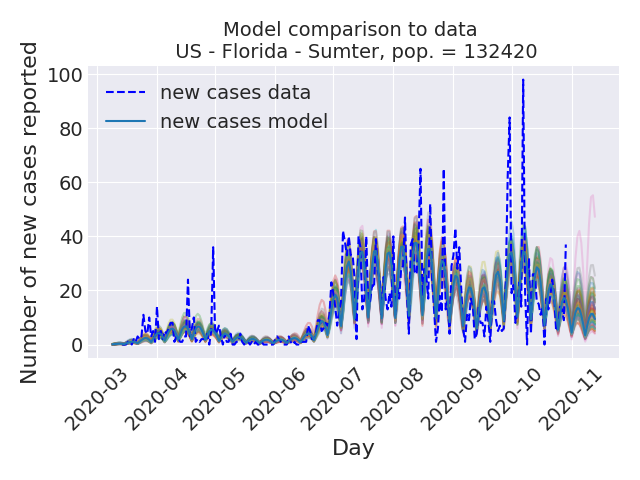 Model comparison to data
US - Florida - Sumter, pop. = 132420
Number of new cases reported
100
80
60
40
20
0
new cases data
new cases model
2020-03
2020-04
2020-05
2020-06
2020-07
2020-08
2020-09
2020-10
2020-11
Day